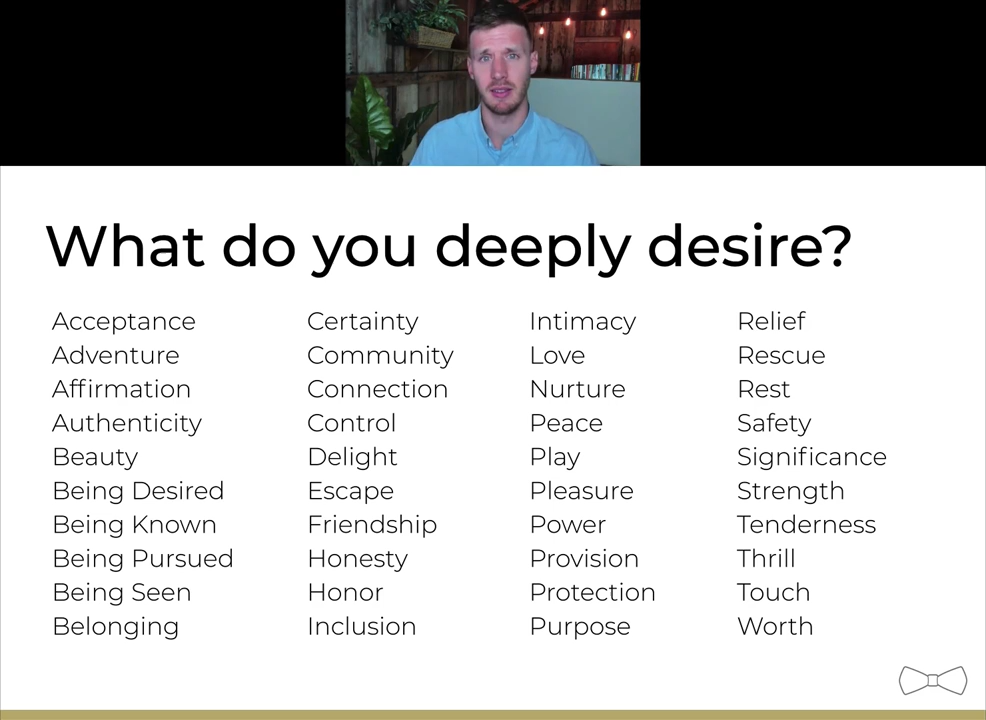 What do you deeply desire?
Acceptance
Adventure
Affirmation
Authenticity
Beauty
Being Desired
Being Known
Being Pursued
Being Seen
Belonging
Certainty
Community
Connection
Control
Delight
Escape
Friendship
Honesty
Honor
Inclusion
Intimacy
Love
Nurture
Peace
Play
Pleasure
Power
Provision
Protection
Purpose
Relief
Rescue
Rest
Safety
Significance
Strength
Tenderness
Thrill
Touch
Worth